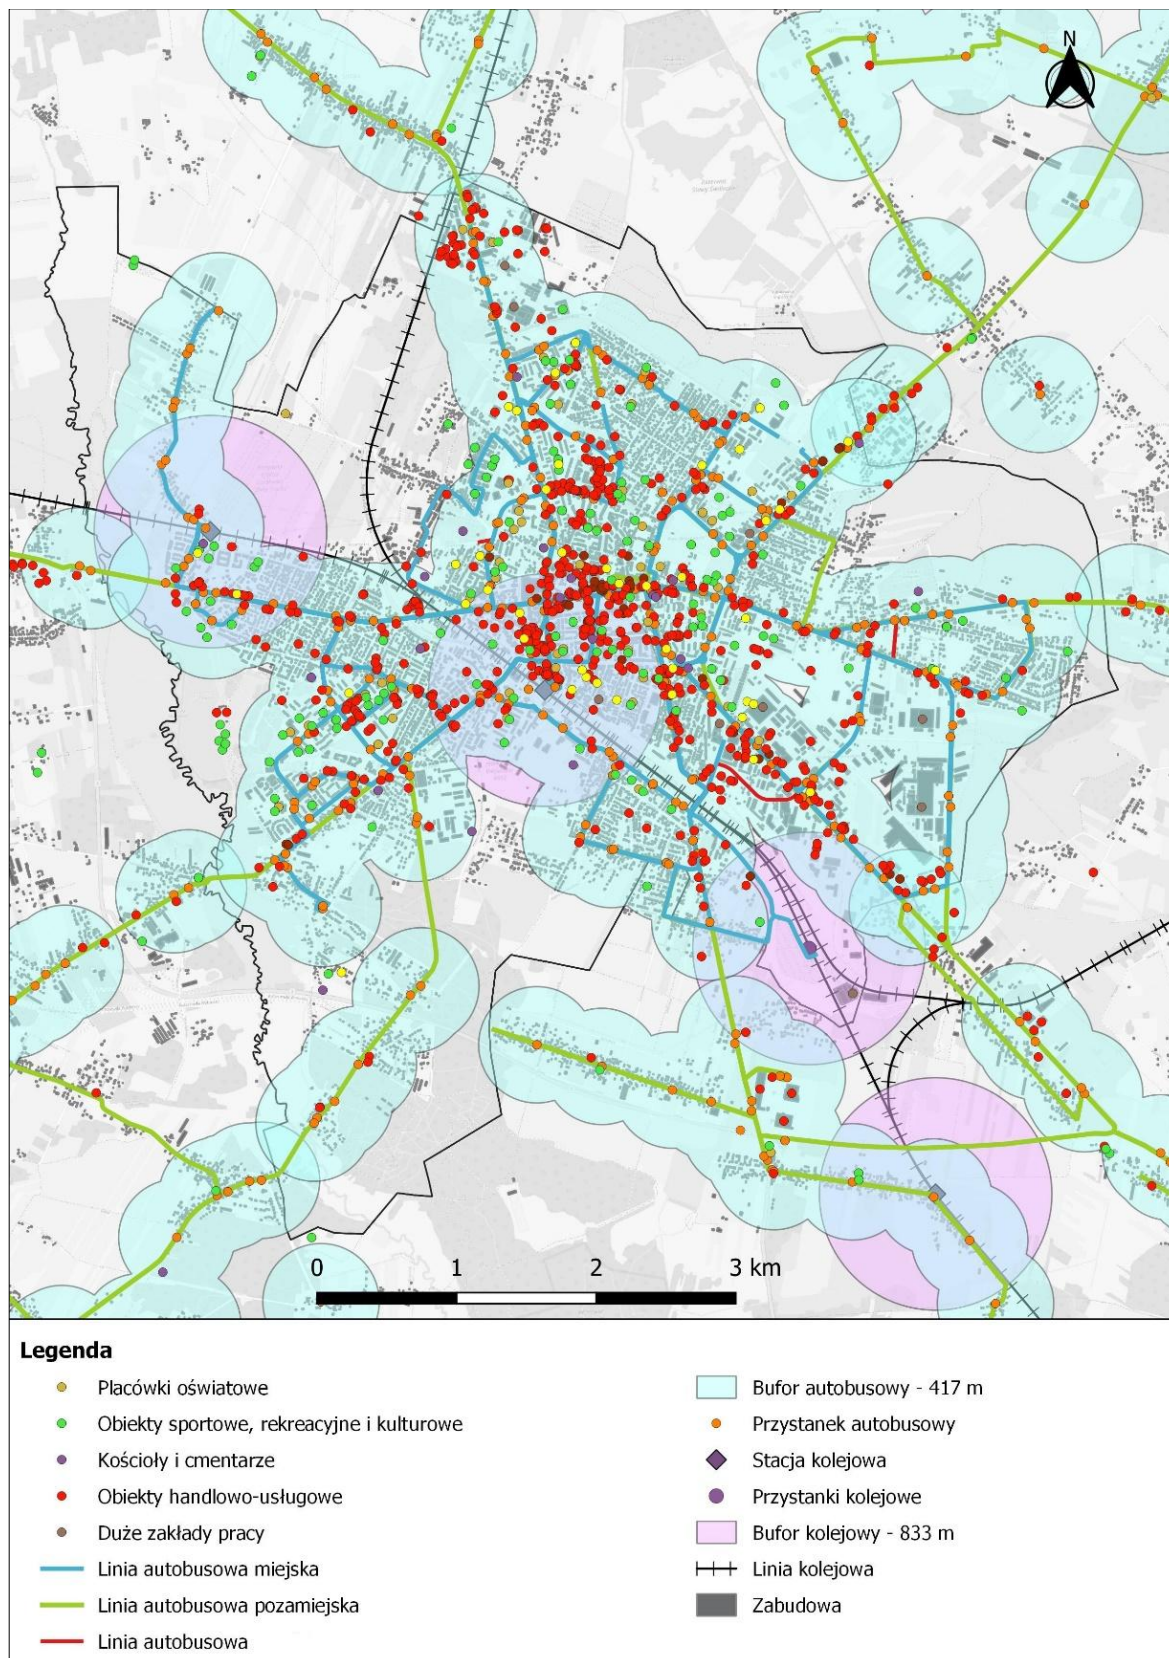 N
0 1 2 3 km
Legenda
Placówki oświatowe
Obiekty sportowe, rekreacyjne i kulturowe
Kościoły i cmentarze
Obiekty handlowo-usługowe
Duże zakłady pracy
Linia autobusowa miejska
Linia autobusowa pozamiejska
Linia autobusowa
Bufor autobusowy - 417 m
Przystanek autobusowy
Stacja kolejowa
Przystanki kolejowe
Bufor kolejowy - 833 m
Linia kolejowa
Zabudowa